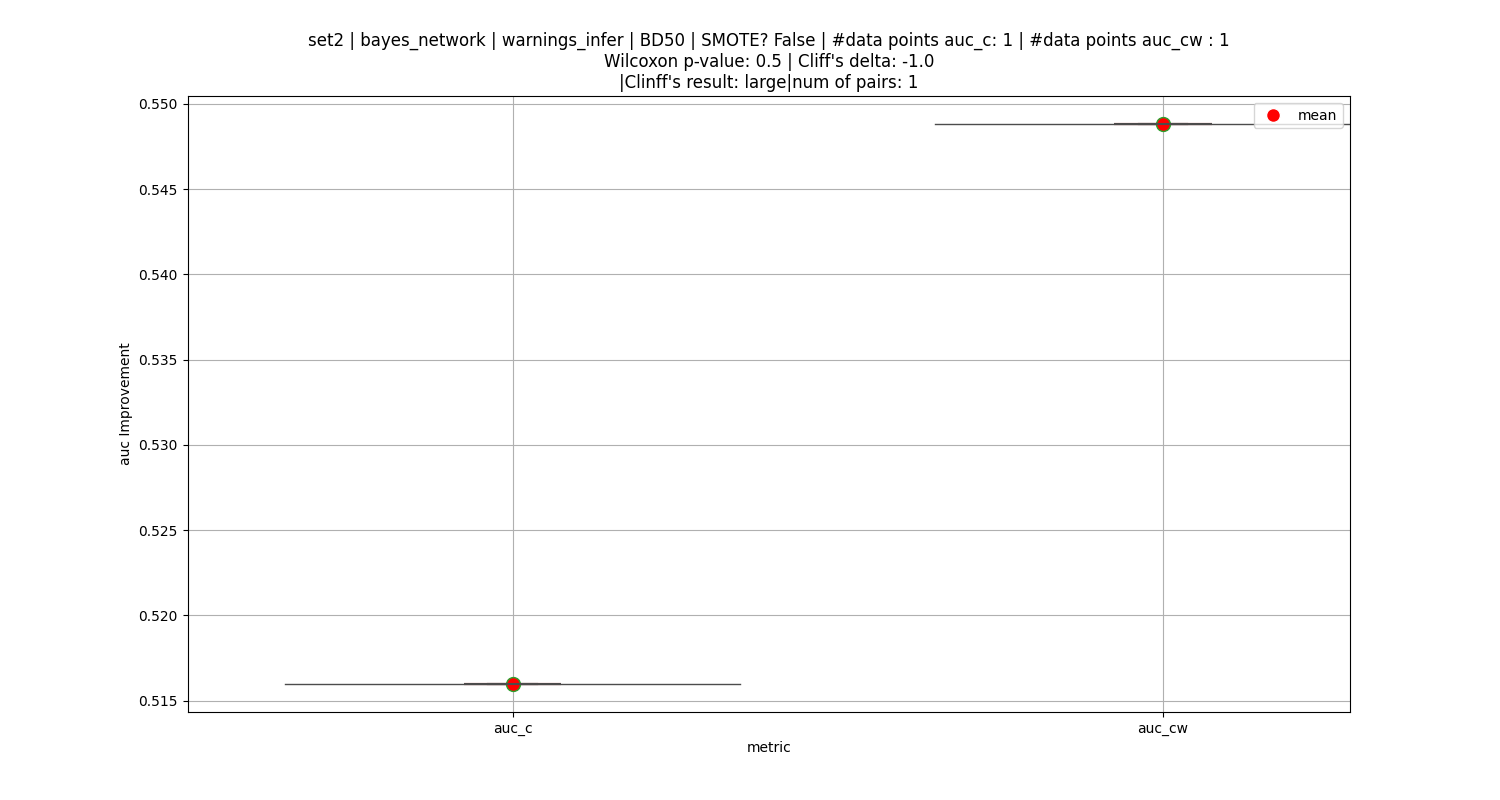 set2 | bayes_network | warnings_infer | BD50 | SMOTE? False | #data points auc_c: 1 | #data points auc_cw : 1
Wilcoxon p-value: 0.5 | Cliff's delta: -1.0
|Clinff's result: large|num of pairs: 1
mean
0.550
0.545
0.540
0.535
0.530
0.525
0.520
0.515
auc Improvement
auc_c
auc_cw
metric